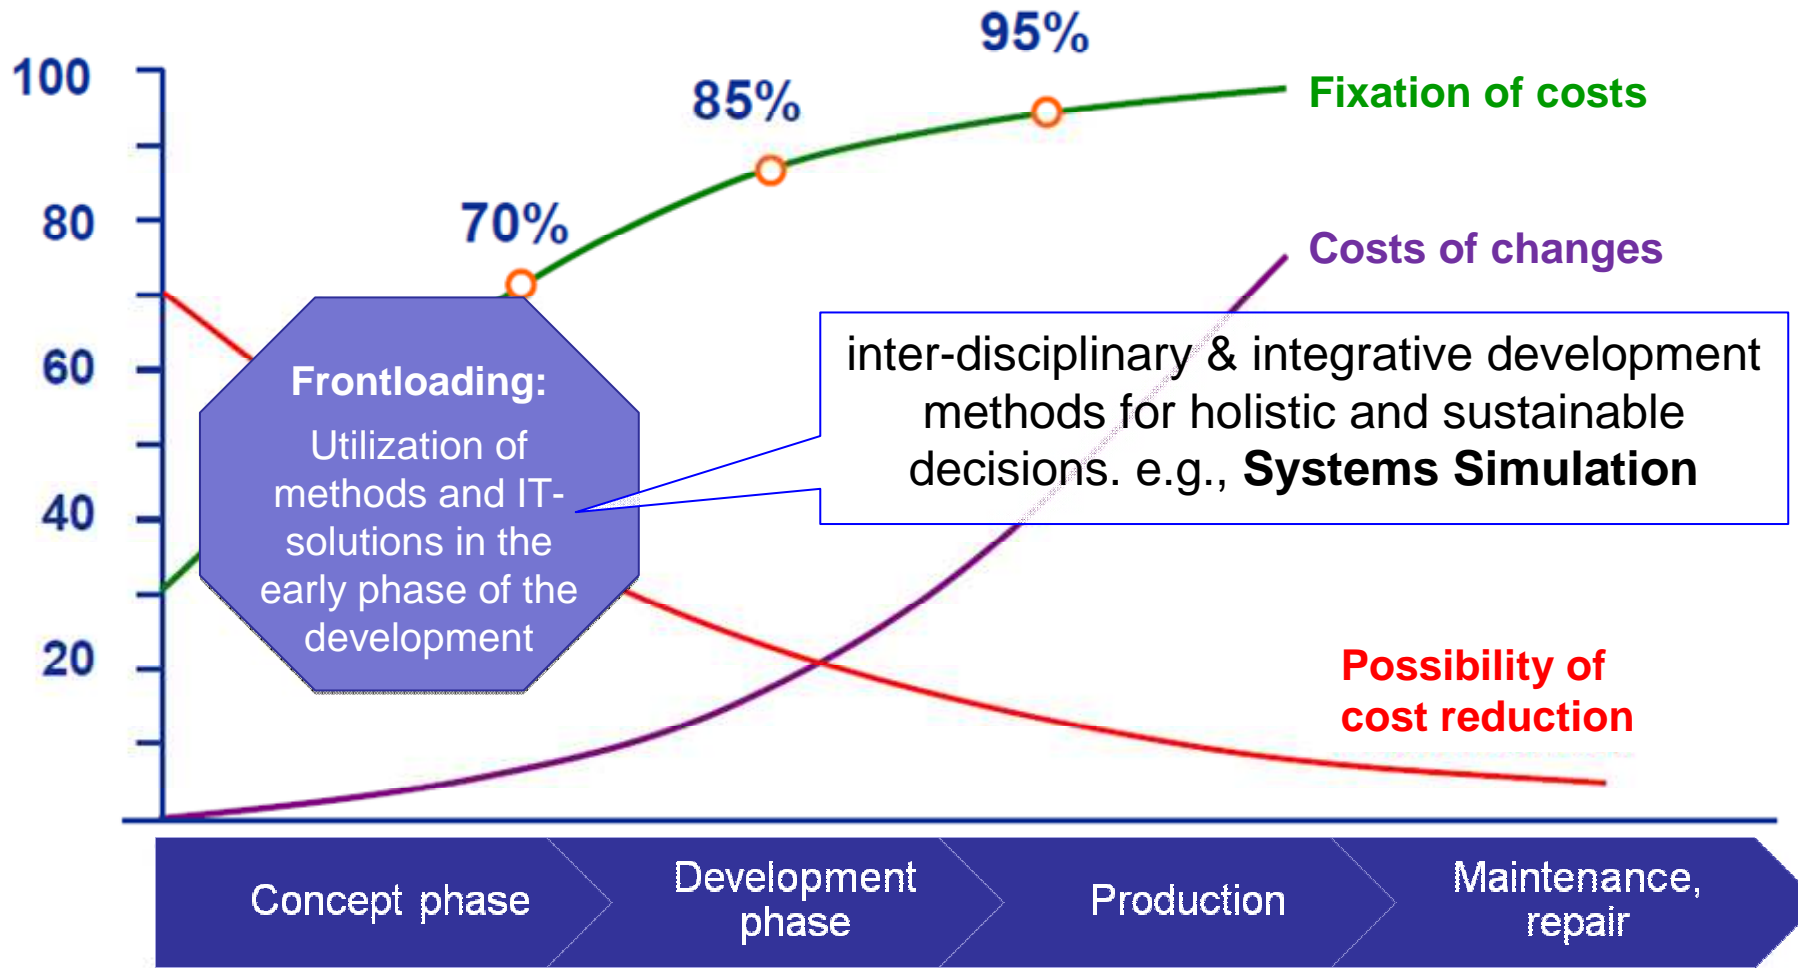 95%
100
Fixation of costs
85%
80
70%
Costs of changes
60
Frontloading:
Utilization of
methods and IT-
solutions in the
early phase of the
development
inter-disciplinary & integrative development
methods for holistic and sustainable
decisions. e.g., Systems Simulation
40
20
Possibility of
cost reduction
Concept phase
Development
phase
Production
Maintenance,
repair